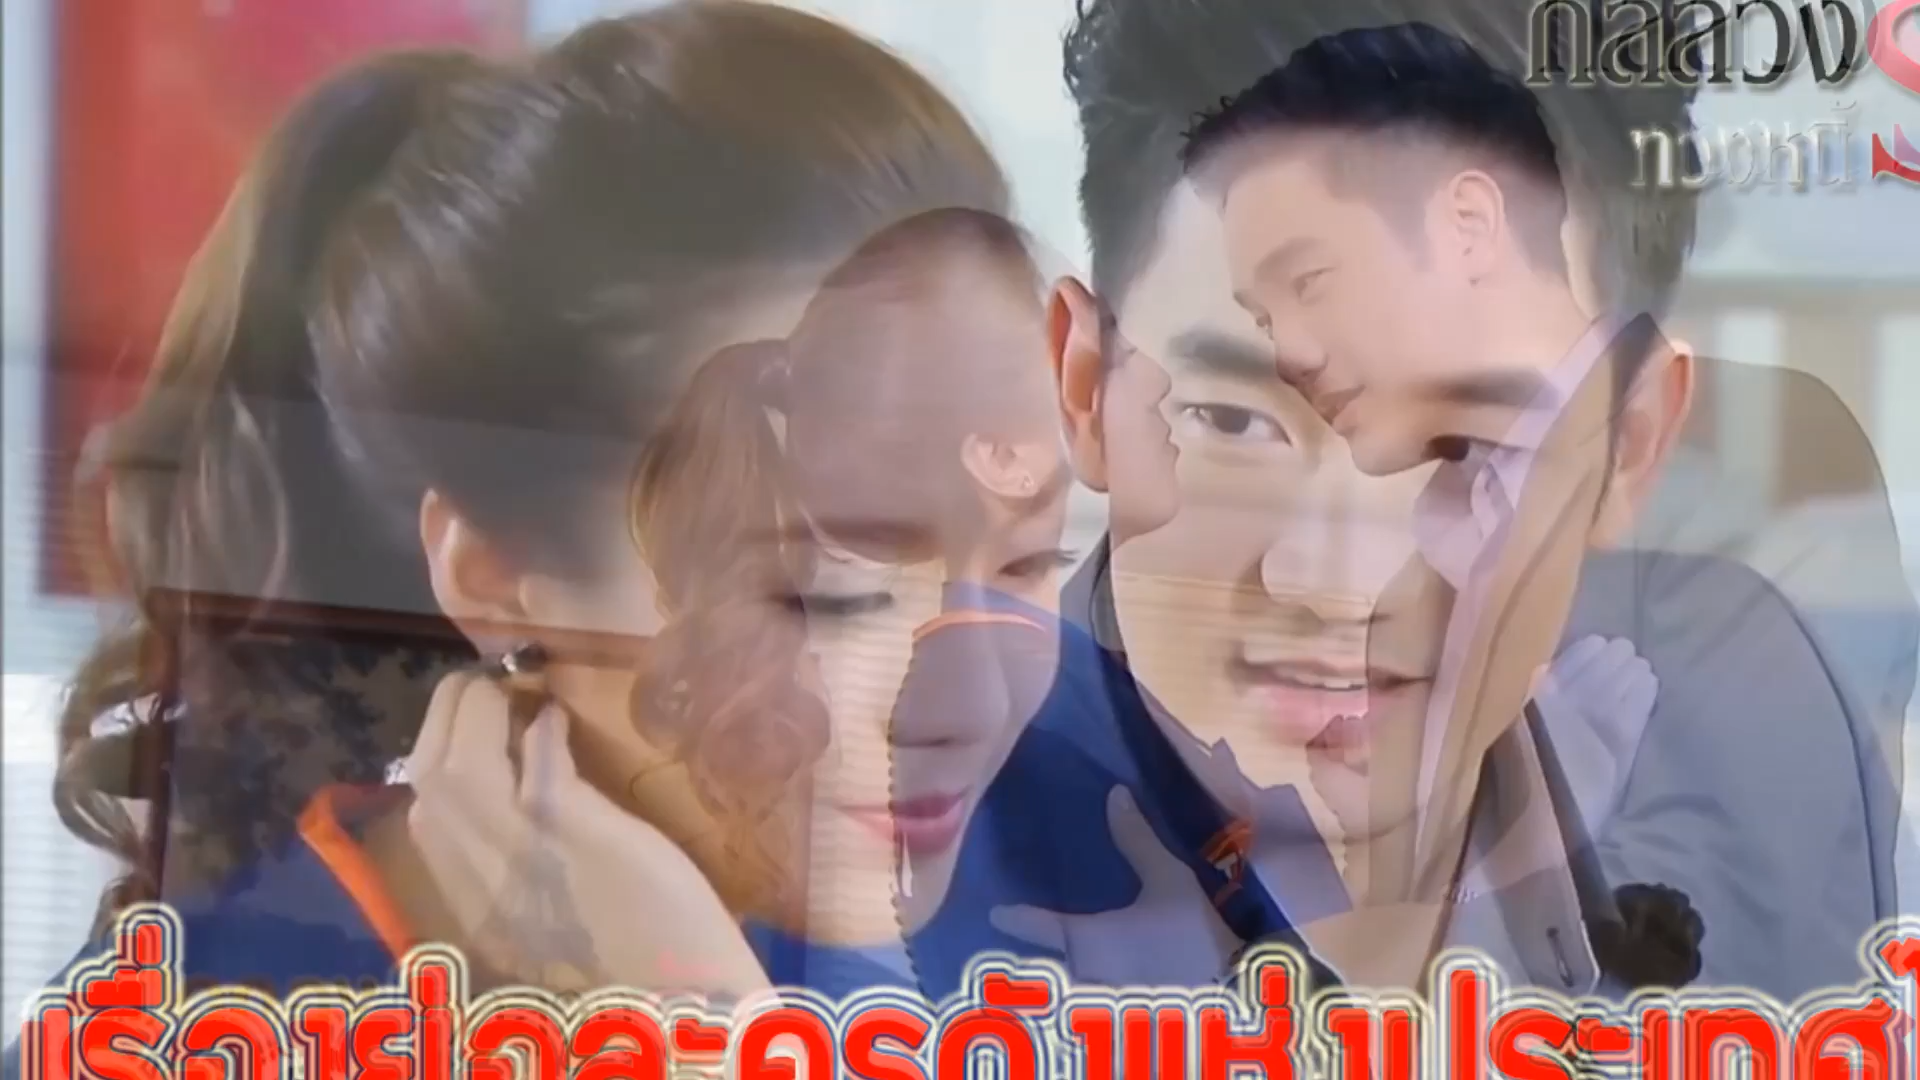 กลลวง
ทวงหนี้
เรื่องย่อละครดังแห่งประเทศไ